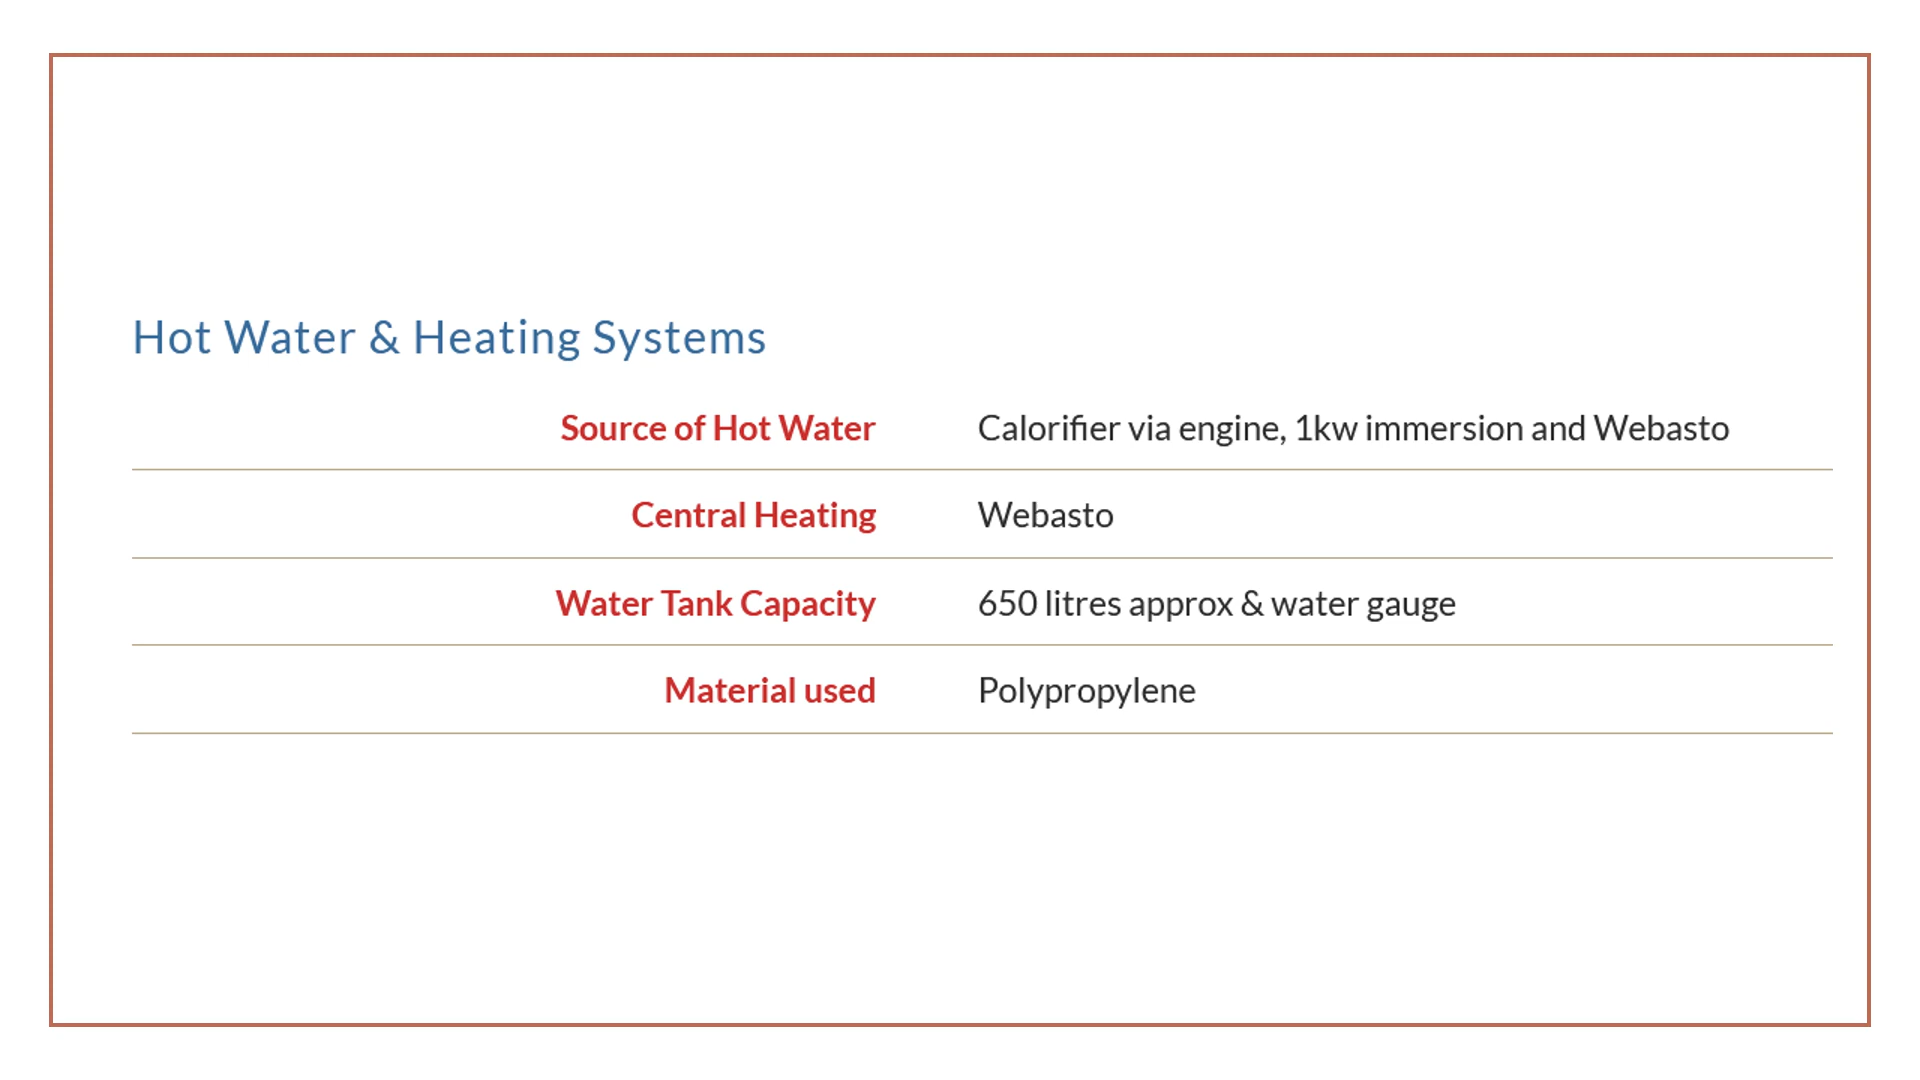 Hot Water & Heating Systems
Source of Hot Water Calorifier via engine, 1kw immersion and Webasto
Central Heating Webasto
Water Tank Capacity 650 litres approx & water gauge
Material used Polypropylene